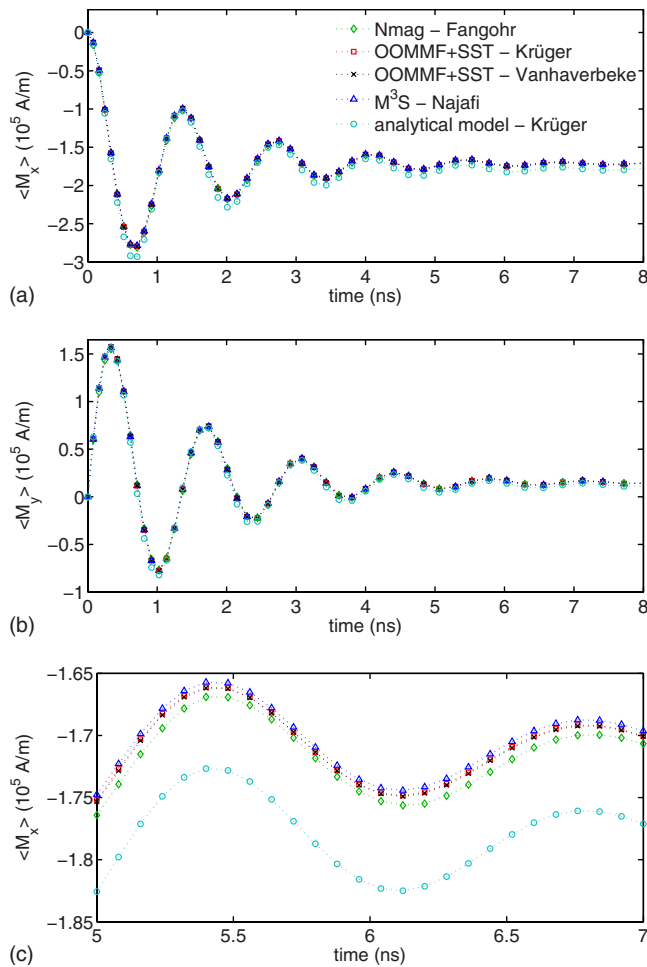 0
−0.5
−1
−1.5
−2
−2.5
−3
<Mx> (10^5 A/m)
Nmag − Fangohr
OOMMF+SST − Krüger
OOMMF+SST − Vanhaverbeke
M^3S − Najafi
analytical model − Krüger
0 1 2 3 4 5 6 7 8
(a) time (ns)
1.5
1
0.5
0
−0.5
−1
<My> (10^5 A/m)
0 1 2 3 4 5 6 7 8
(b) time (ns)
−1.65
−1.7
−1.75
−1.8
−1.85
<Mx> (10^5 A/m)
5 5.5 6 6.5 7
(c) time (ns)